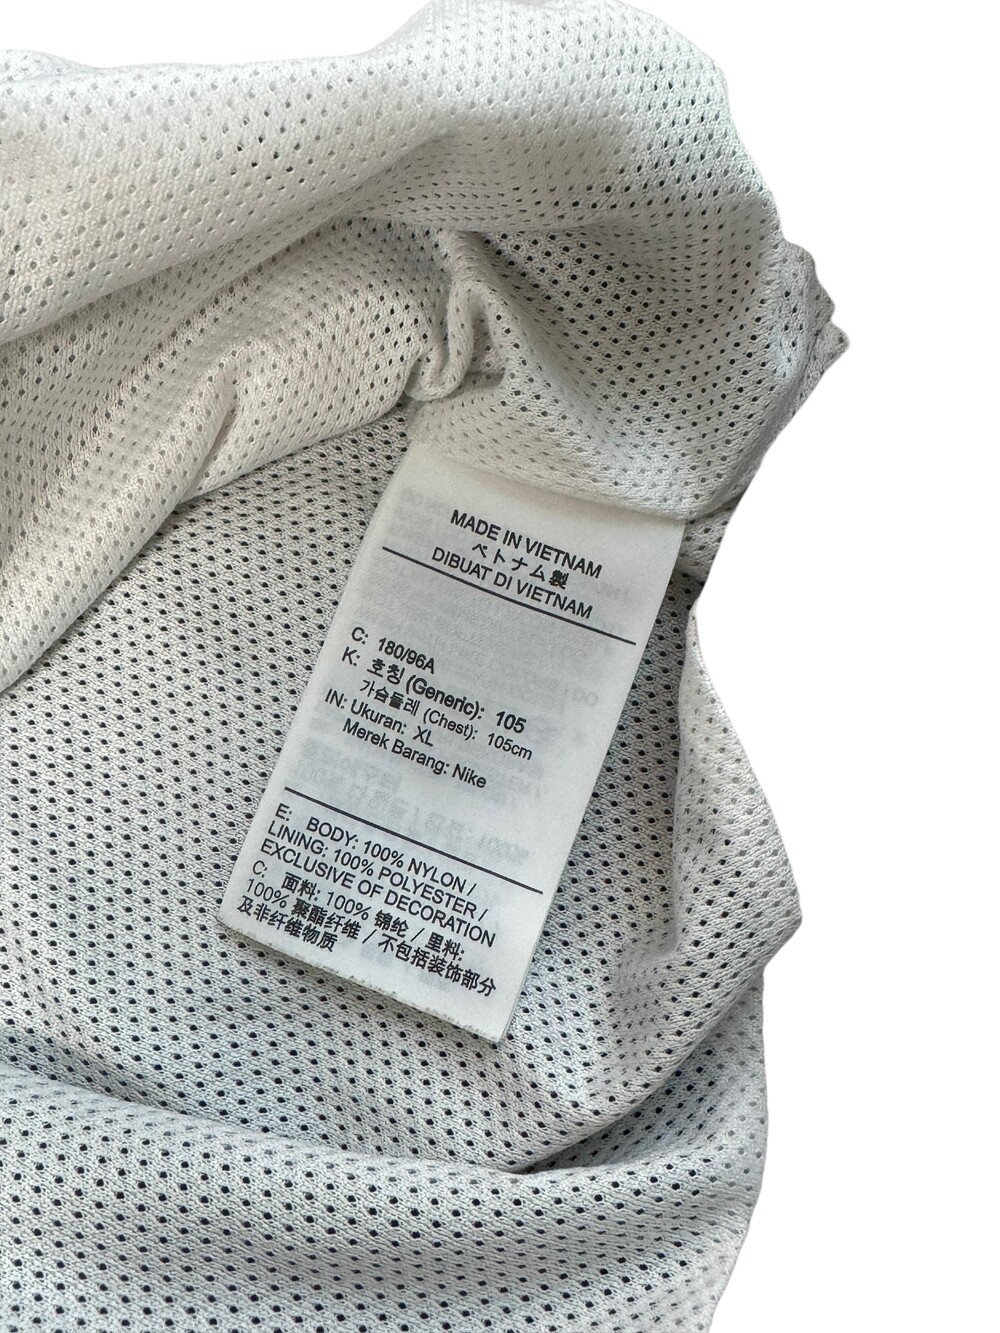 MADE IN VIETNAM
ベトナム製
DIBUAT DI VIETNAM
C: 180/96A
K: 호칭 (Generic): 105
가슴둘레 (Chest): 105cm
IN: Ukuran: XL
Merek Barang: Nike
E: BODY: 100% NYLON /
LINING: 100% POLYESTER /
EXCLUSIVE OF DECORATION
C: 面料: 100% 锦纶 / 里料:
100% 聚酯纤维 / 不包括装饰部分
及非纤维物质